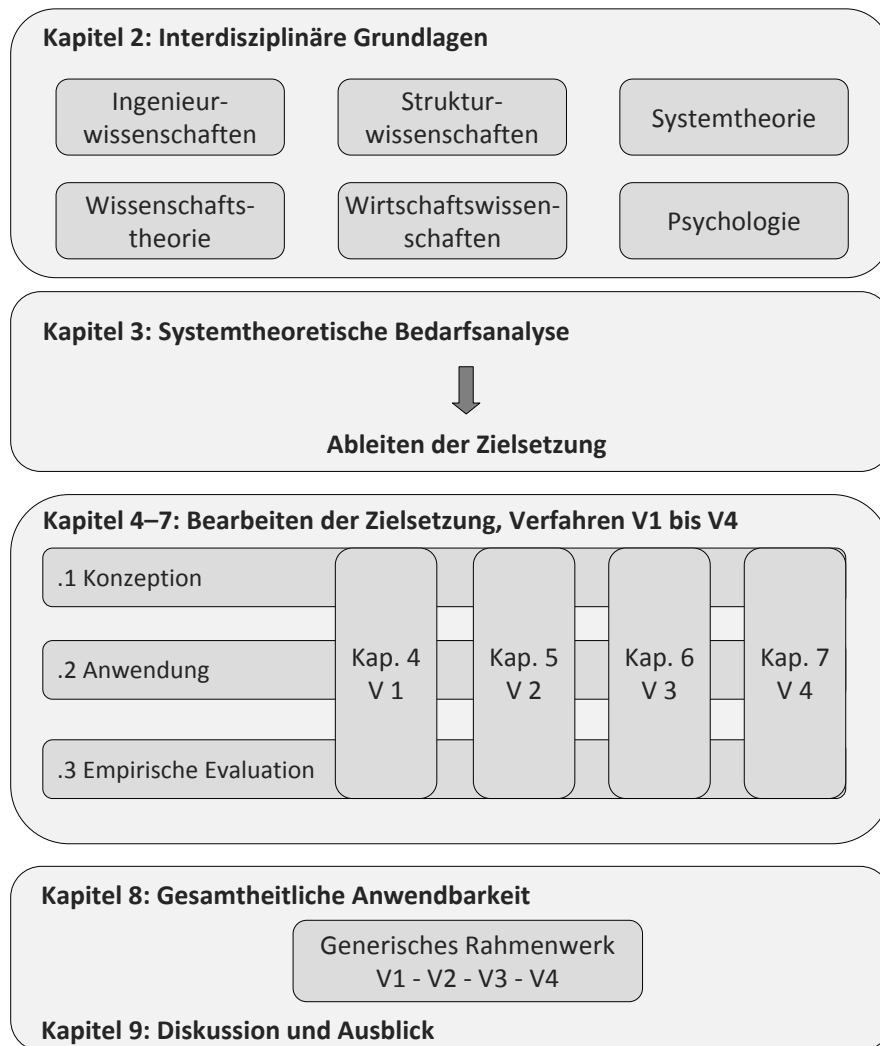 Kapitel 2: Interdisziplinäre Grundlagen
Ingenieur-
wissenschaften
Struktur-
wissenschaften
Systemtheorie
Wissenschafts-
theorie
Wirtschaftswissen-
schaften
Psychologie
Kapitel 3: Systemtheoretische Bedarfsanalyse
Ableiten der Zielsetzung
Kapitel 4–7: Bearbeiten der Zielsetzung, Verfahren V1 bis V4
.1 Konzeption
.2 Anwendung
.3 Empirische Evaluation
Kap. 4
V 1
Kap. 5
V 2
Kap. 6
V 3
Kap. 7
V 4
Kapitel 8: Gesamtheitliche Anwendbarkeit
Generisches Rahmenwerk
V1 - V2 - V3 - V4
Kapitel 9: Diskussion und Ausblick